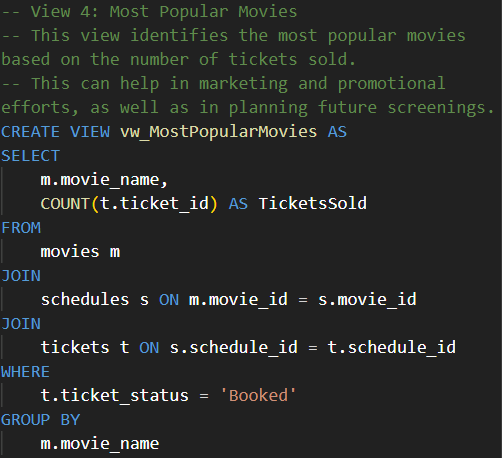 -- View 4: Most Popular Movies
-- This view identifies the most popular movies
based on the number of tickets sold.
-- This can help in marketing and promotional
efforts, as well as in planning future screenings.
CREATE VIEW vw_MostPopularMovies AS
SELECT
    m.movie_name,
    COUNT(t.ticket_id) AS TicketsSold
FROM
    movies m
JOIN
    schedules s ON m.movie_id = s.movie_id
JOIN
    tickets t ON s.schedule_id = t.schedule_id
WHERE
    t.ticket_status = 'Booked'
GROUP BY
    m.movie_name